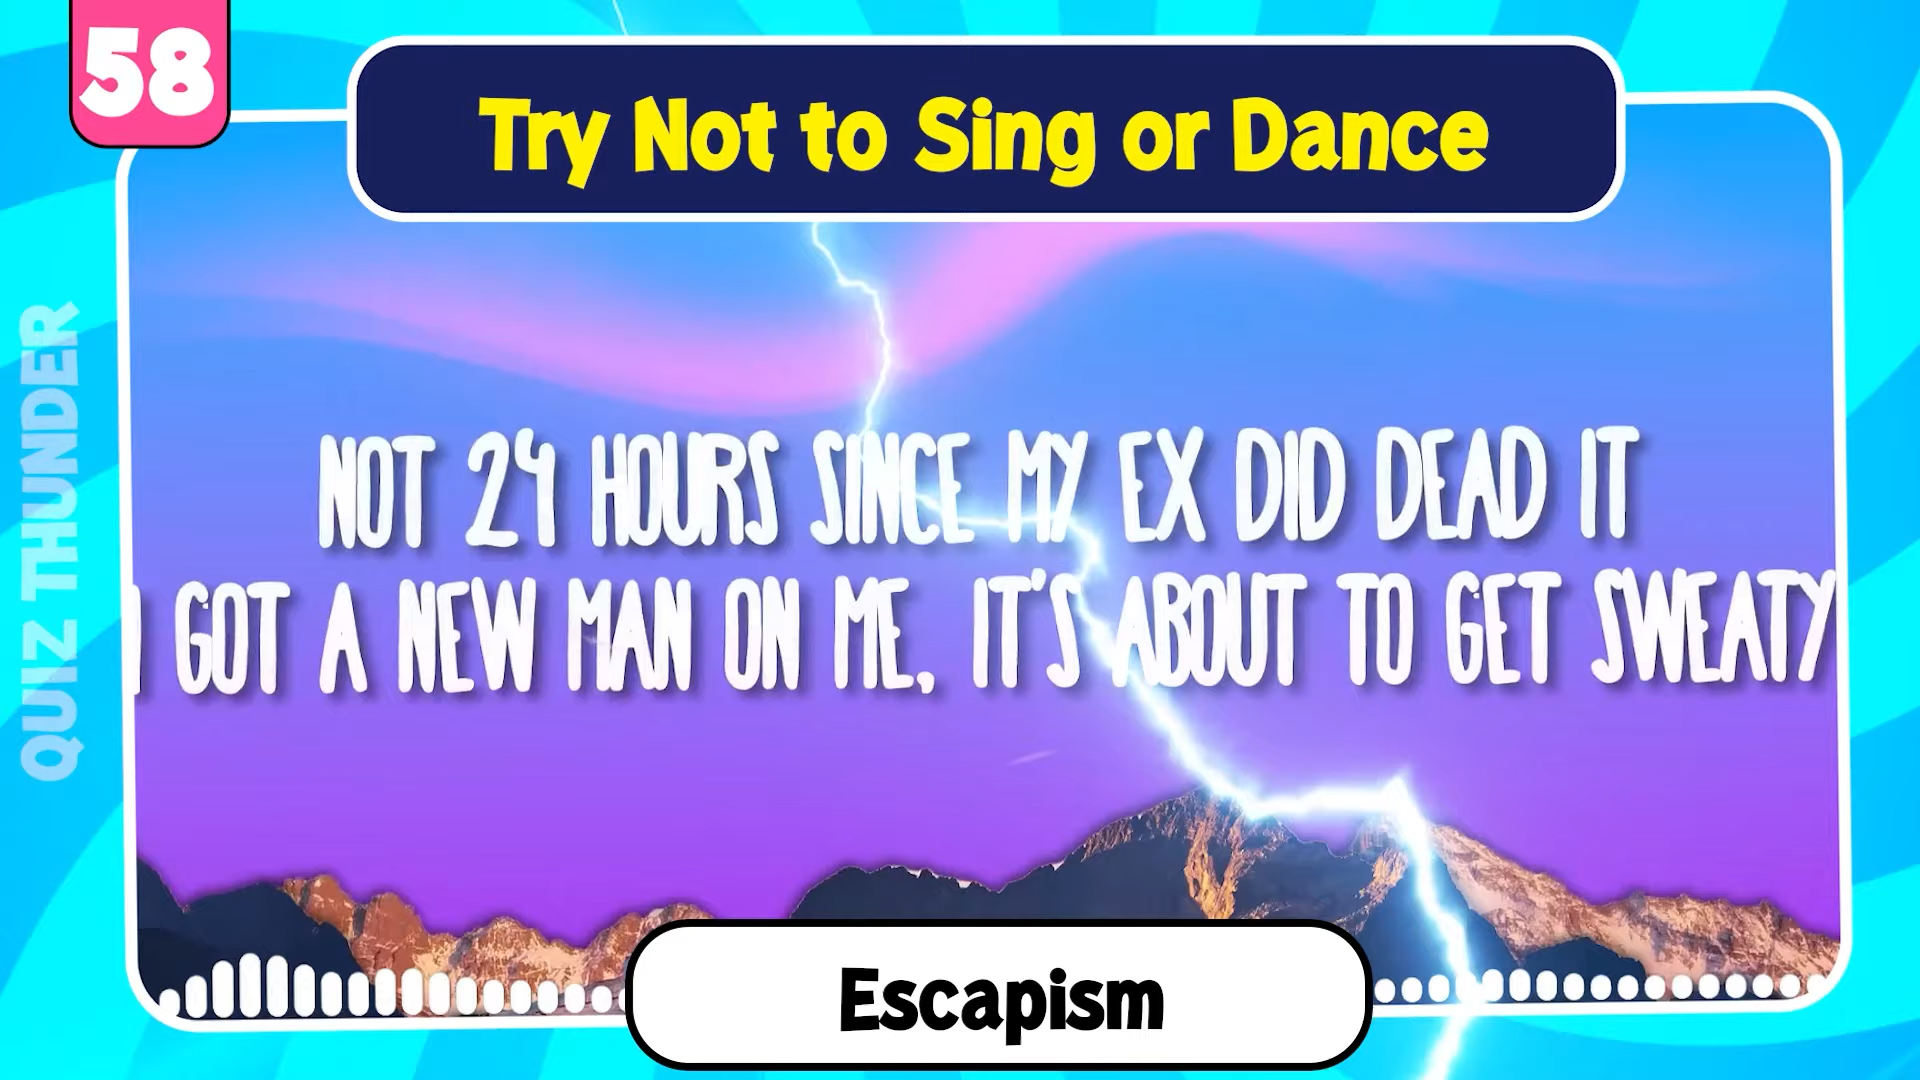 58
Try Not to Sing or Dance
QUIZ THUNDER
NOT 24 HOURS SINCE MY EX DID DEAD IT
I GOT A NEW MAN ON ME, IT'S ABOUT TO GET SWEATY
Escapism